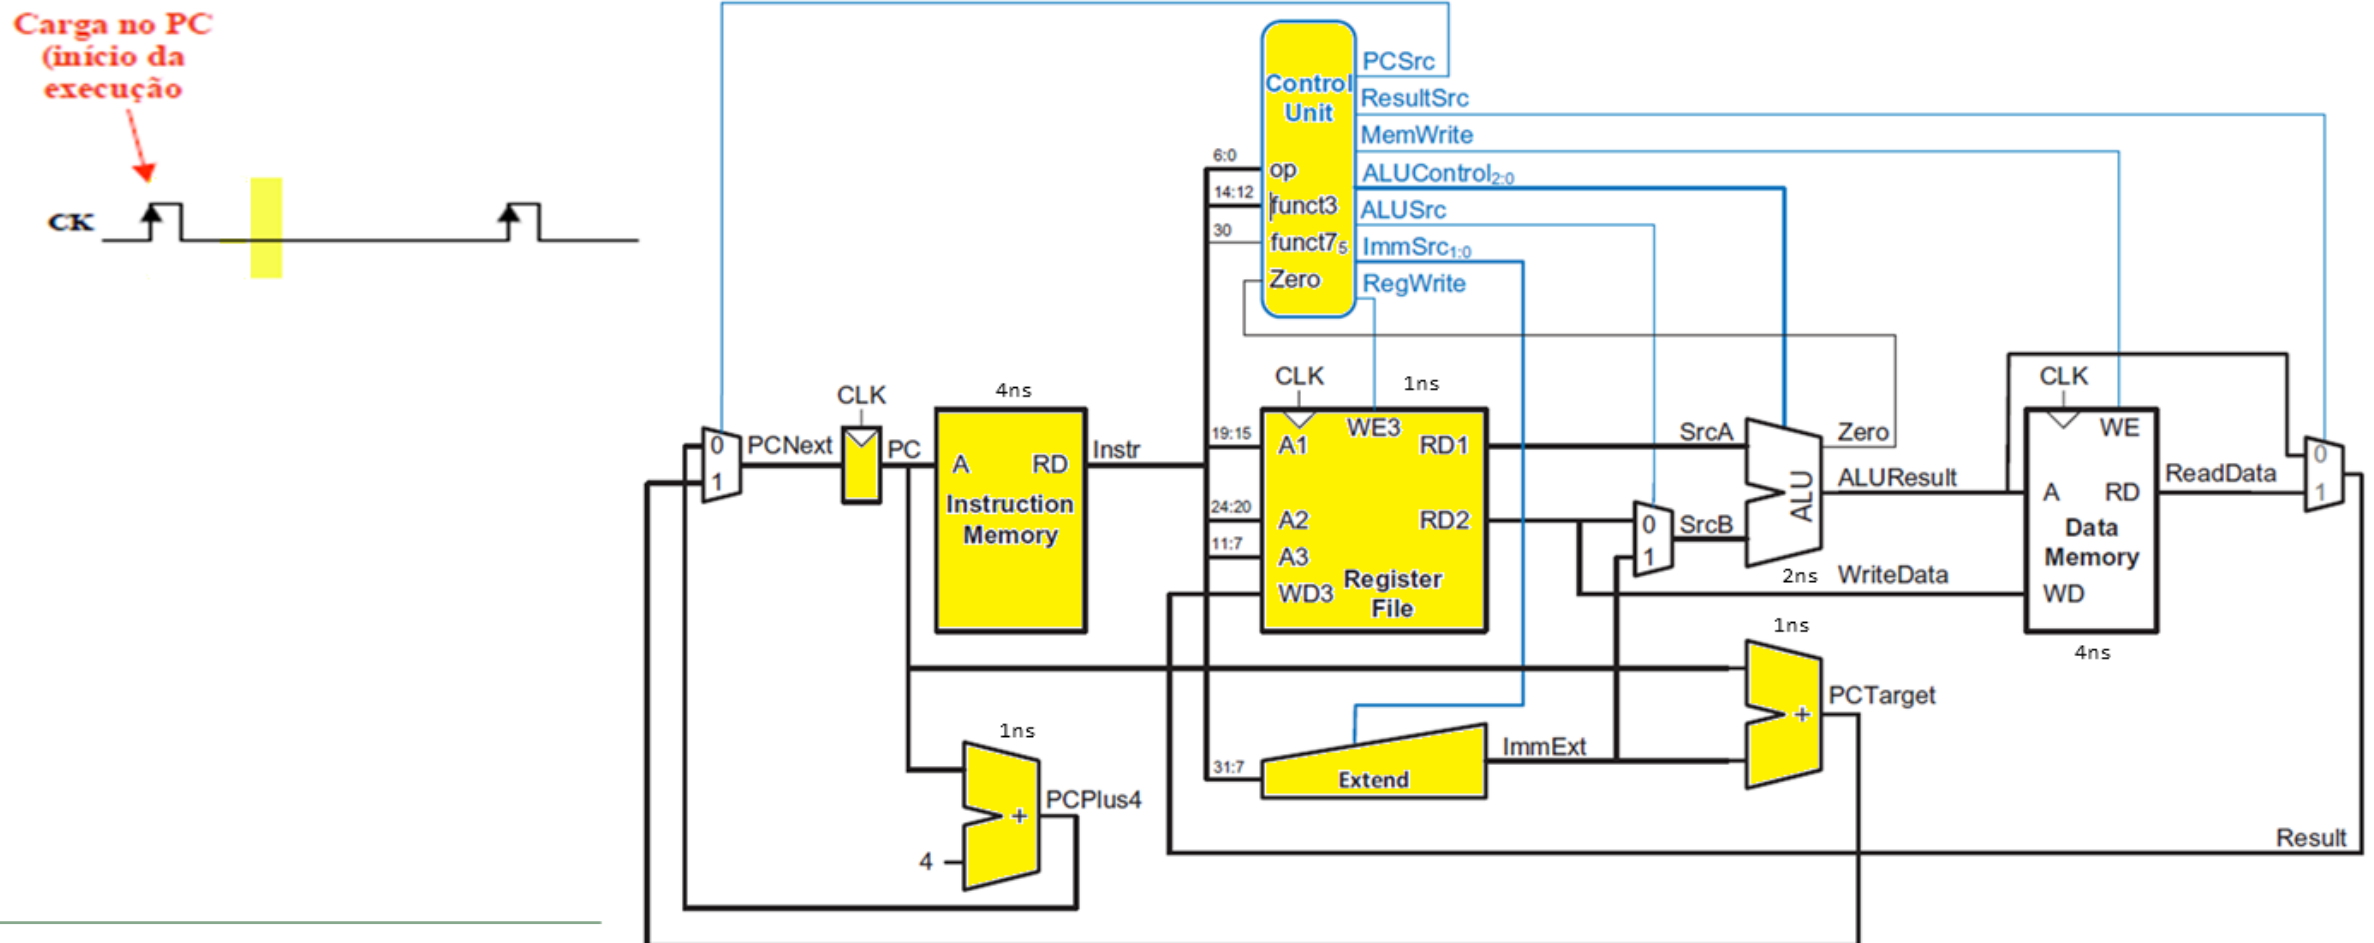 Carga no PC
(início da
execução
CK
Control
Unit
op
funct3
funct7₅
Zero
6:0
14:12
30
PCSrc
ResultSrc
MemWrite
ALUControl₂:₀
ALUSrc
ImmSrc₁:₀
RegWrite
0
1
PCNext
CLK
PC
4ns
A
RD
Instruction
Memory
Instr
CLK
1ns
WE3
19:15
A1
RD1
24:20
A2
RD2
11:7
A3
WD3
Register
File
SrcA
0
1
SrcB
ALU
Zero
ALUResult
2ns
WriteData
CLK
WE
A
RD
Data
Memory
WD
4ns
ReadData
0
1
1ns
+
PCTarget
31:7
Extend
ImmExt
1ns
+
4
PCPlus4
Result